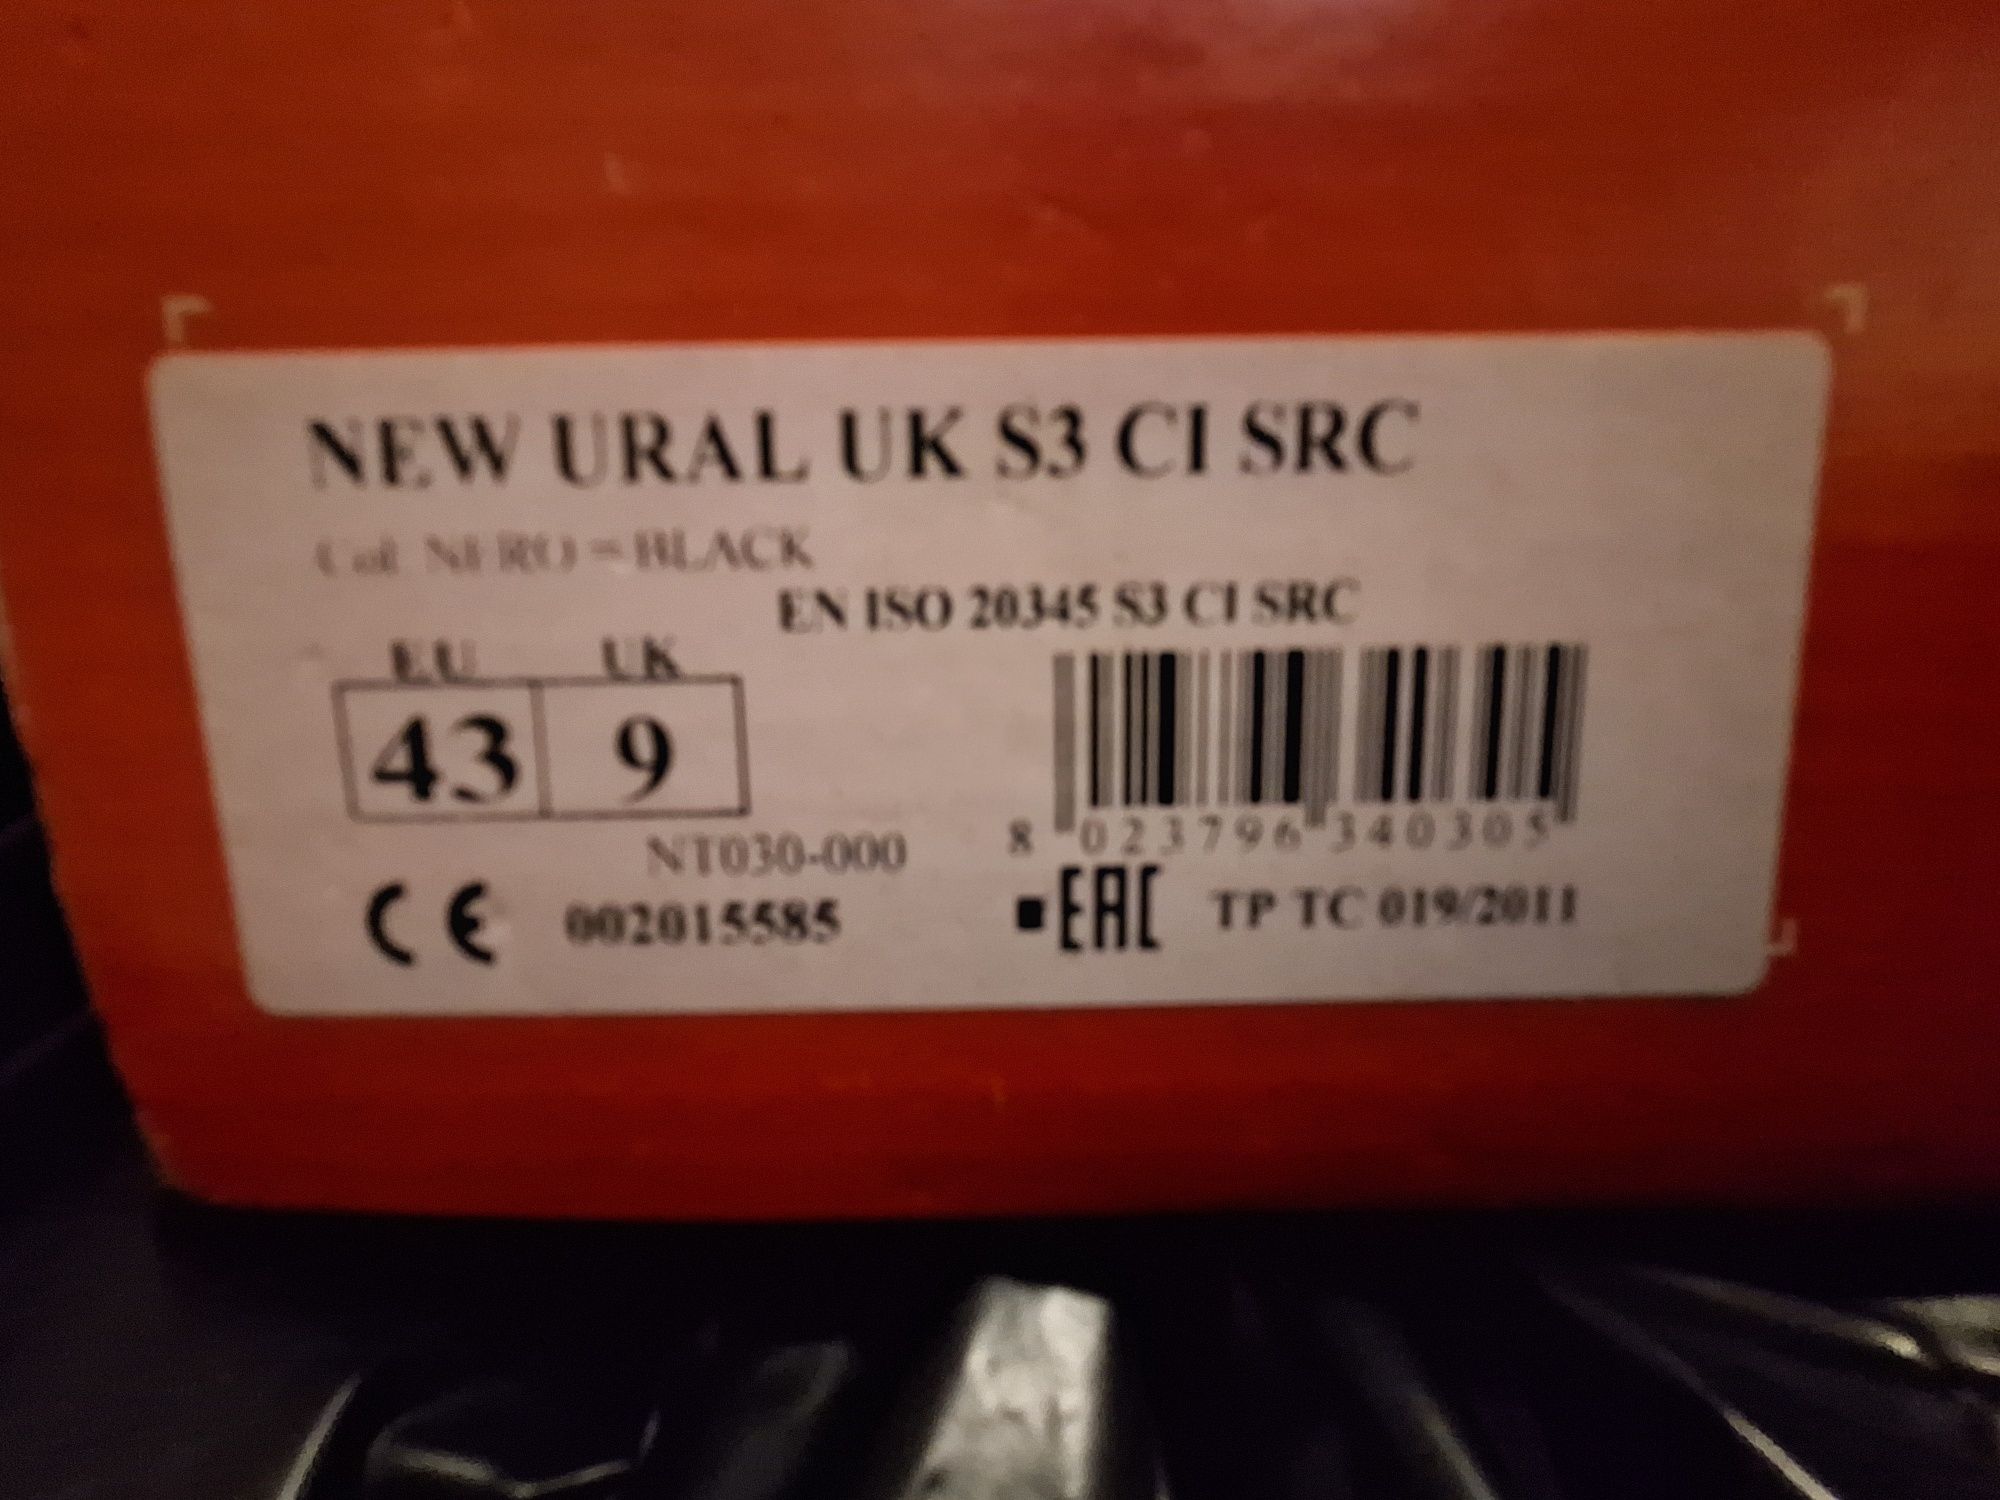 NEW URAL UK S3 CI SRC
Col. NERO = BLACK
EN ISO 20345 S3 CI SRC
EU UK
43 9
8 023796 340305
NT030-000
CE 002015585 EAC TP TC 019/2011